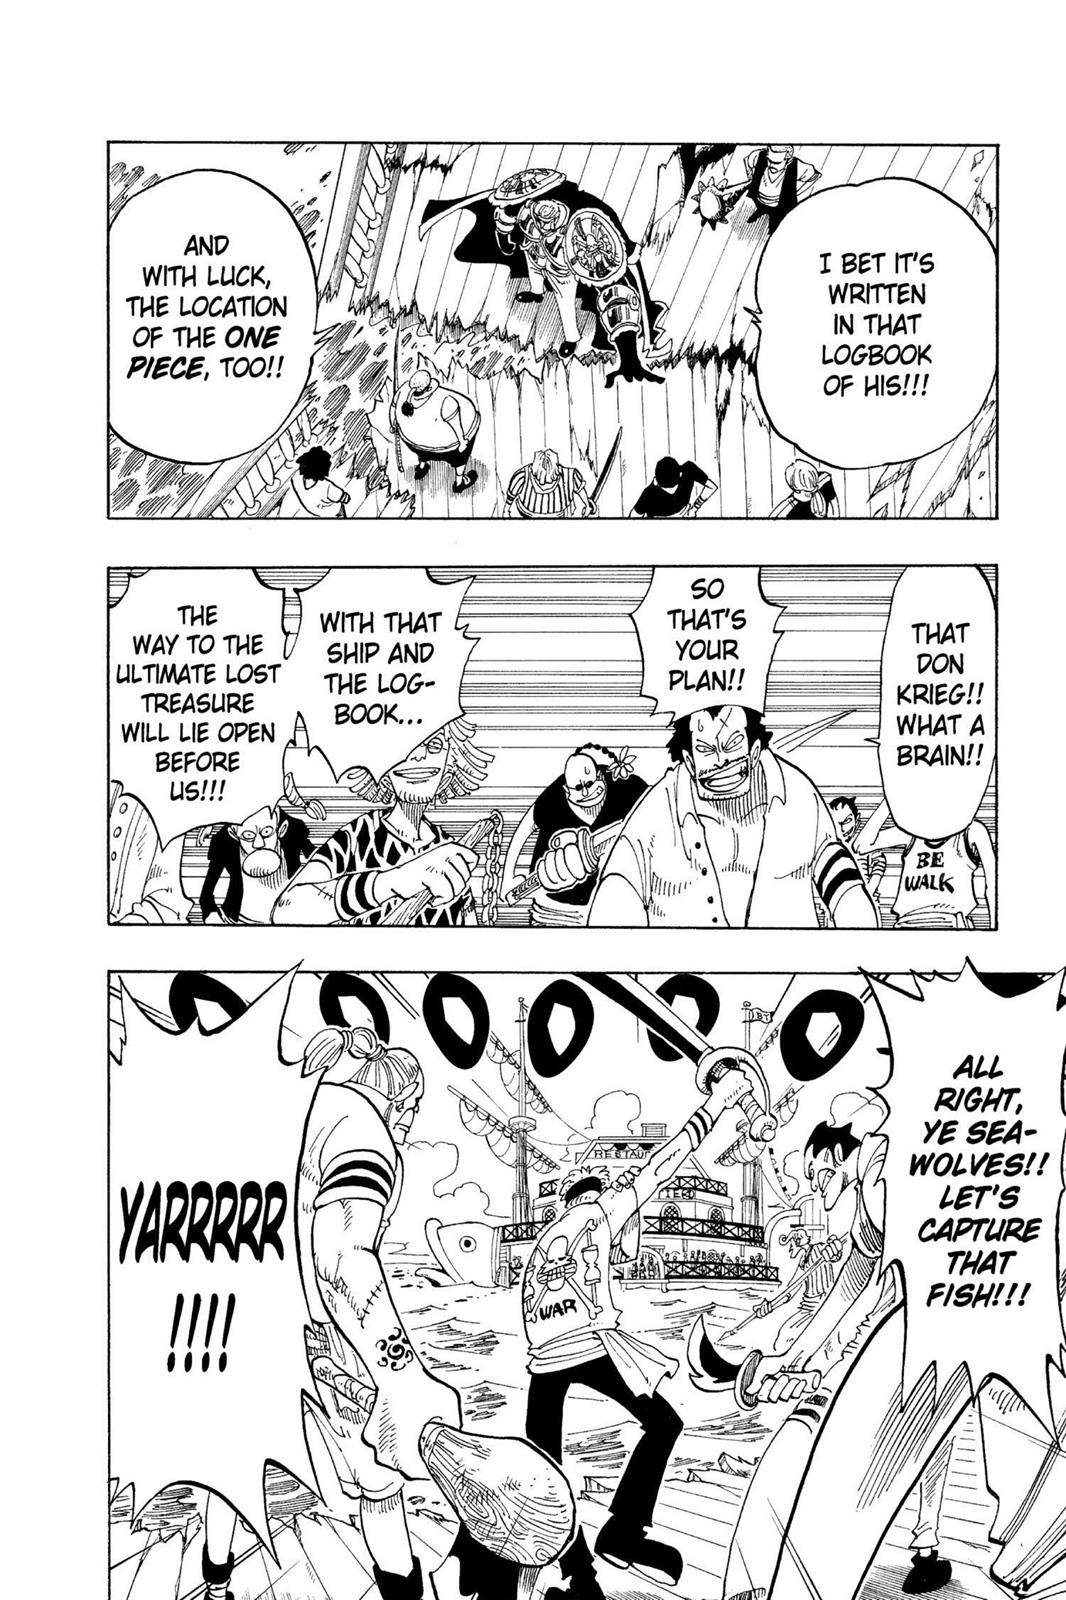 I BET IT'S
WRITTEN
IN THAT
LOGBOOK
OF HIS!!!
AND
WITH LUCK,
THE LOCATION
OF THE ONE
PIECE, TOO!!
THAT
DON
KRIEG!!
WHAT A
BRAIN!!
SO
THAT'S
YOUR
PLAN!!
WITH THAT
SHIP AND
THE LOG-
BOOK...
THE
WAY TO THE
ULTIMATE LOST
TREASURE
WILL LIE OPEN
BEFORE
US!!!
BE
WALK
ALL
RIGHT,
YE SEA-
WOLVES!!
LET'S
CAPTURE
THAT
FISH!!!
RESTAU
WAR
YARRRRR
!!!!